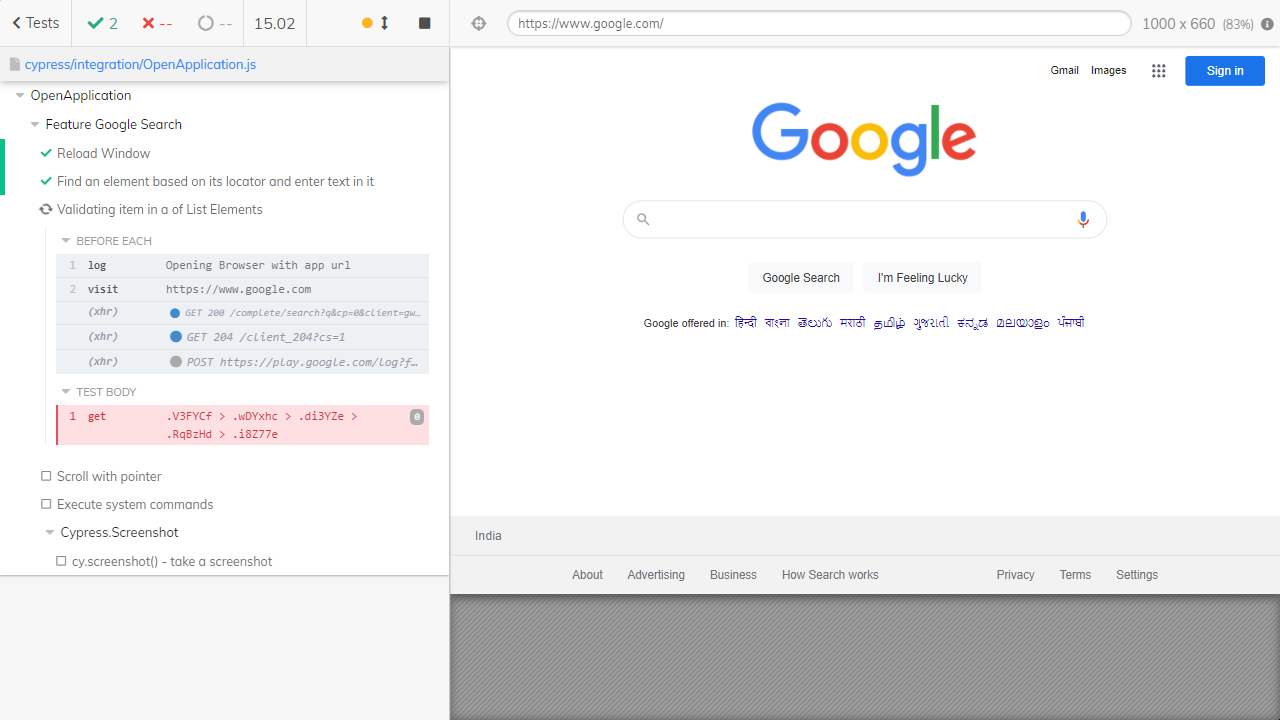 Tests 2 -- -- 15.02
https://www.google.com/ 1000 x 660 (83%)
cypress/integration/OpenApplication.js
OpenApplication
Feature Google Search
Reload Window
Find an element based on its locator and enter text in it
Validating item in a of List Elements
BEFORE EACH
1 log Opening Browser with app url
2 visit https://www.google.com
(xhr) GET 200 /complete/search?q&cp=0&client=gw…
(xhr) GET 204 /client_204?cs=1
(xhr) POST https://play.google.com/log?f…
TEST BODY
1 get .V3FYCf > .wDYxhc > .di3YZe > 0
.RqBzHd > .i8Z77e
Scroll with pointer
Execute system commands
Cypress.Screenshot
cy.screenshot() - take a screenshot
Gmail Images Sign in
Google
Google Search I'm Feeling Lucky
Google offered in: हिन्दी বাংলা తెలుగు मराठी தமிழ் ગુજરાતી ಕನ್ನಡ മലയാളം ਪੰਜਾਬੀ
India
About Advertising Business How Search works Privacy Terms Settings